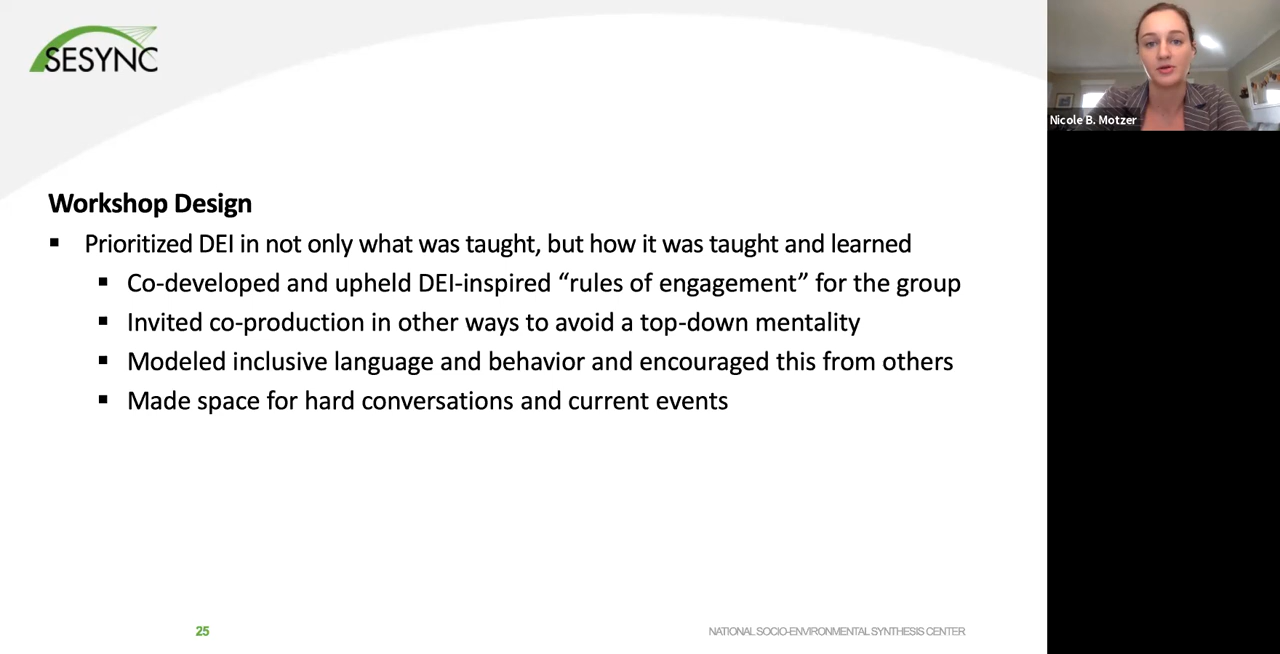 SESYNC
Nicole B. Motzer
Workshop Design
▪ Prioritized DEI in not only what was taught, but how it was taught and learned
▪ Co-developed and upheld DEI-inspired “rules of engagement” for the group
▪ Invited co-production in other ways to avoid a top-down mentality
▪ Modeled inclusive language and behavior and encouraged this from others
▪ Made space for hard conversations and current events
25
NATIONAL SOCIO-ENVIRONMENTAL SYNTHESIS CENTER